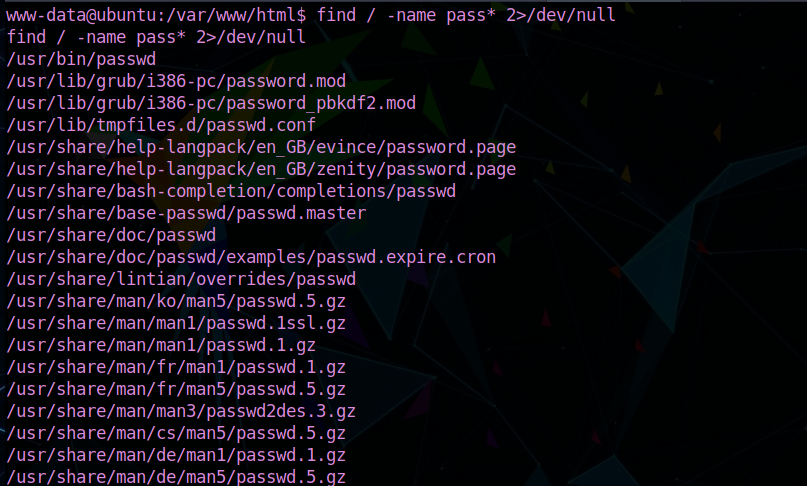 www-data@ubuntu:/var/www/html$ find / -name pass* 2>/dev/null
find / -name pass* 2>/dev/null
/usr/bin/passwd
/usr/lib/grub/i386-pc/password.mod
/usr/lib/grub/i386-pc/password_pbkdf2.mod
/usr/lib/tmpfiles.d/passwd.conf
/usr/share/help-langpack/en_GB/evince/password.page
/usr/share/help-langpack/en_GB/zenity/password.page
/usr/share/bash-completion/completions/passwd
/usr/share/base-passwd/passwd.master
/usr/share/doc/passwd
/usr/share/doc/passwd/examples/passwd.expire.cron
/usr/share/lintian/overrides/passwd
/usr/share/man/ko/man5/passwd.5.gz
/usr/share/man/man1/passwd.1ssl.gz
/usr/share/man/man1/passwd.1.gz
/usr/share/man/fr/man1/passwd.1.gz
/usr/share/man/fr/man5/passwd.5.gz
/usr/share/man/man3/passwd2des.3.gz
/usr/share/man/cs/man5/passwd.5.gz
/usr/share/man/de/man1/passwd.1.gz
/usr/share/man/de/man5/passwd.5.gz